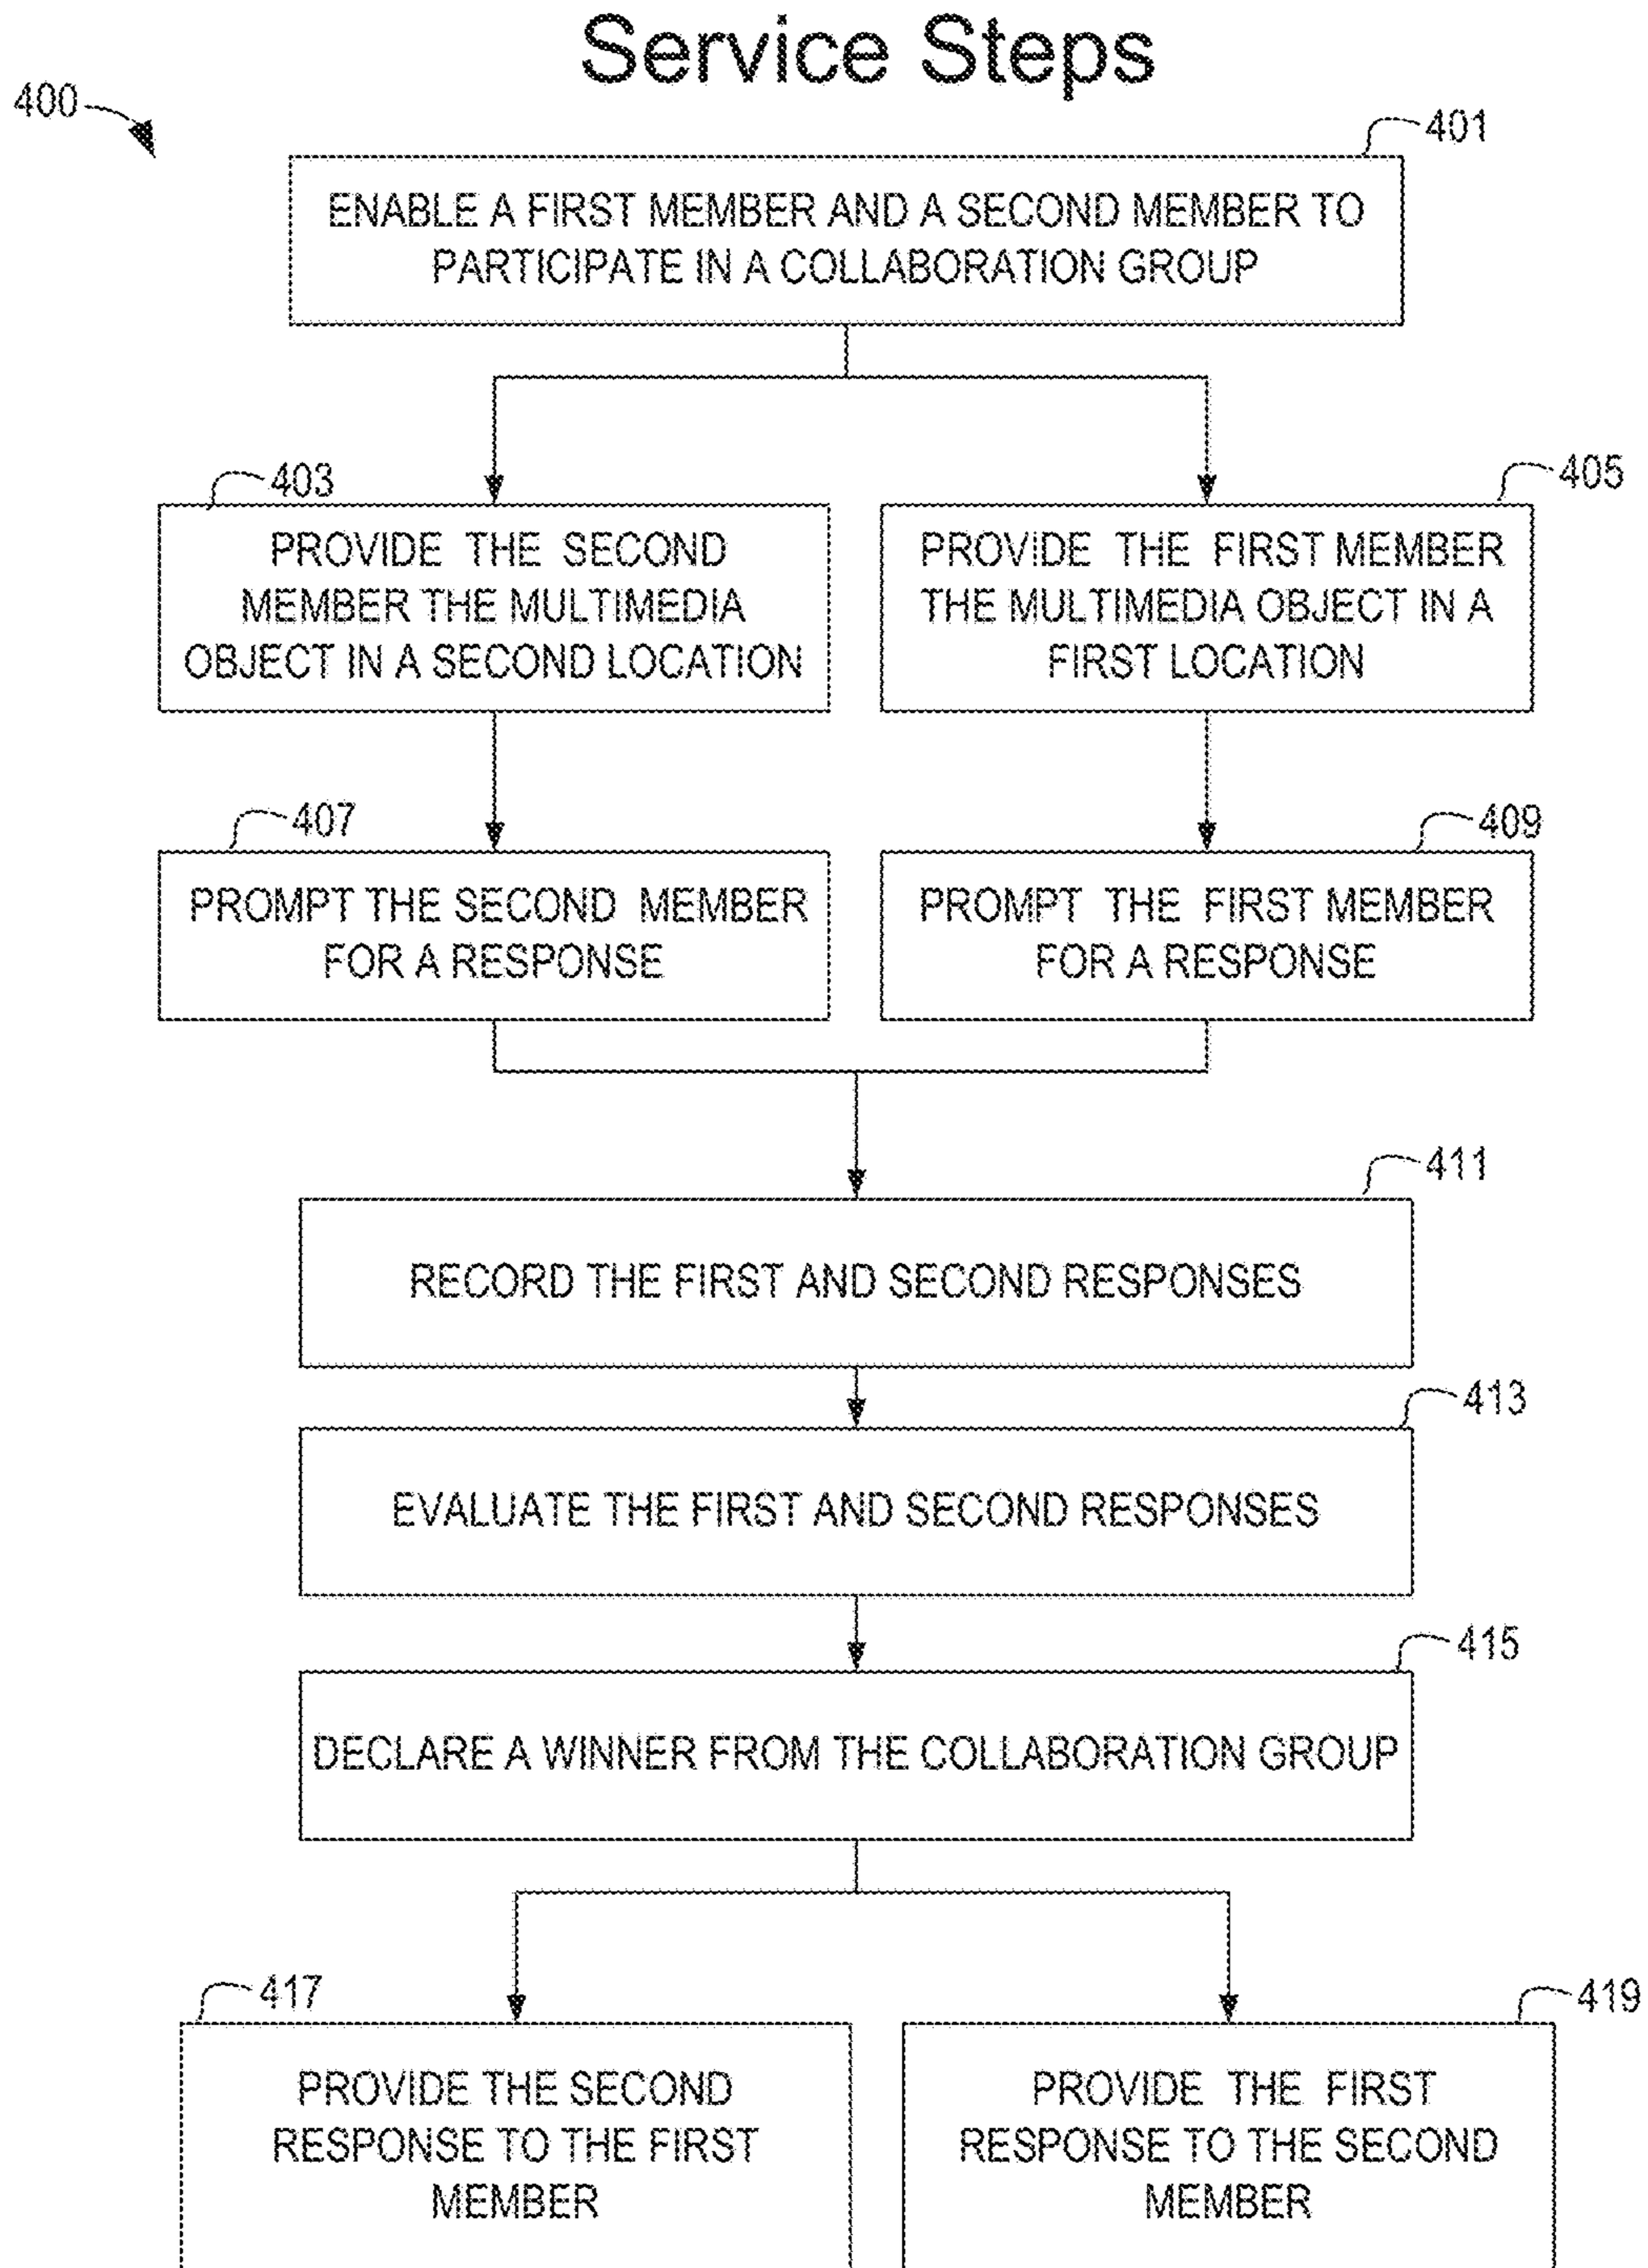 Service Steps
400
401
ENABLE A FIRST MEMBER AND A SECOND MEMBER TO
PARTICIPATE IN A COLLABORATION GROUP
403
PROVIDE THE SECOND
MEMBER THE MULTIMEDIA
OBJECT IN A SECOND LOCATION
405
PROVIDE THE FIRST MEMBER
THE MULTIMEDIA OBJECT IN A
FIRST LOCATION
407
PROMPT THE SECOND MEMBER
FOR A RESPONSE
409
PROMPT THE FIRST MEMBER
FOR A RESPONSE
411
RECORD THE FIRST AND SECOND RESPONSES
413
EVALUATE THE FIRST AND SECOND RESPONSES
415
DECLARE A WINNER FROM THE COLLABORATION GROUP
417
PROVIDE THE SECOND
RESPONSE TO THE FIRST
MEMBER
419
PROVIDE THE FIRST
RESPONSE TO THE SECOND
MEMBER